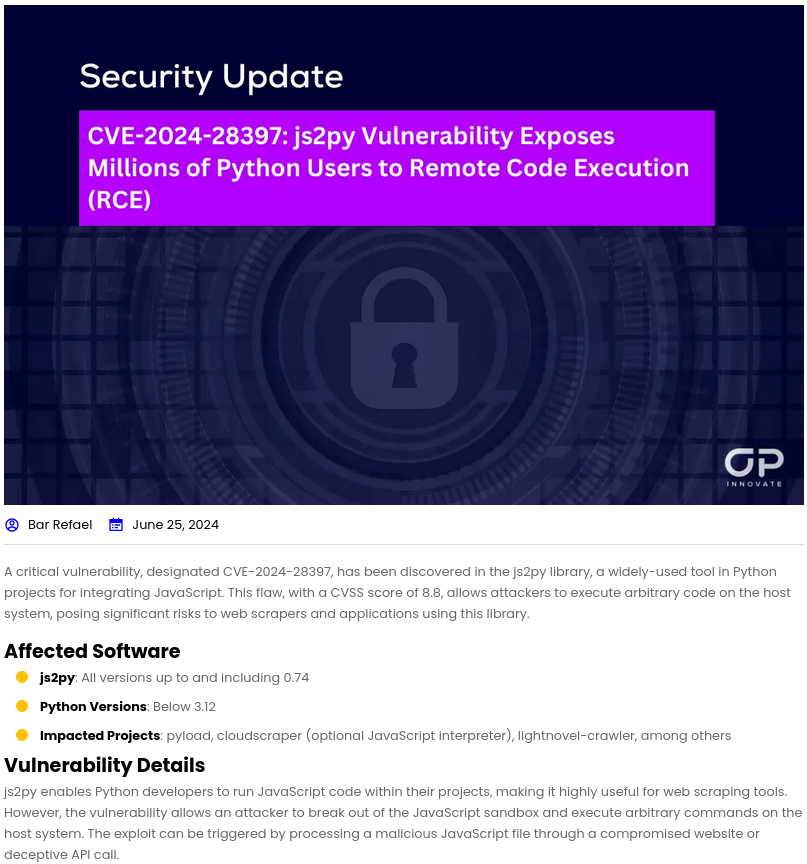 Security Update
CVE-2024-28397: js2py Vulnerability Exposes
Millions of Python Users to Remote Code Execution
(RCE)
OP
INNOVATE
Bar Refael June 25, 2024
A critical vulnerability, designated CVE-2024-28397, has been discovered in the js2py library, a widely-used tool in Python
projects for integrating JavaScript. This flaw, with a CVSS score of 8.8, allows attackers to execute arbitrary code on the host
system, posing significant risks to web scrapers and applications using this library.
Affected Software
js2py: All versions up to and including 0.74
Python Versions: Below 3.12
Impacted Projects: pyload, cloudscraper (optional JavaScript interpreter), lightnovel-crawler, among others
Vulnerability Details
js2py enables Python developers to run JavaScript code within their projects, making it highly useful for web scraping tools.
However, the vulnerability allows an attacker to break out of the JavaScript sandbox and execute arbitrary commands on the
host system. The exploit can be triggered by processing a malicious JavaScript file through a compromised website or
deceptive API call.